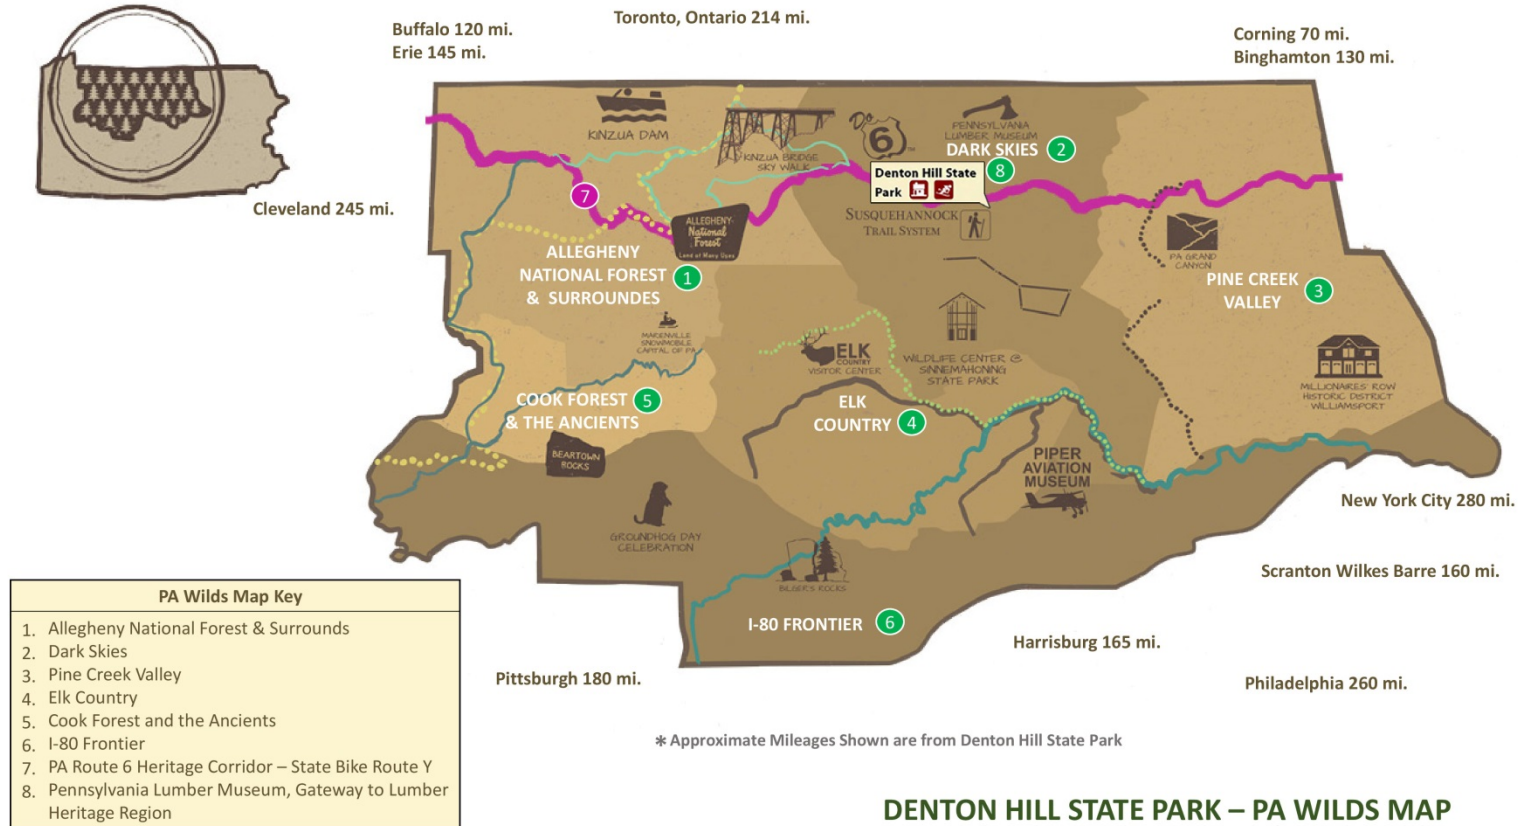 Toronto, Ontario 214 mi.
Buffalo 120 mi.
Erie 145 mi.
Corning 70 mi.
Binghamton 130 mi.
Cleveland 245 mi.
KINZUA DAM
KINZUA BRIDGE
SKY WALK
Do
6
TM
PENNSYLVANIA
LUMBER MUSEUM
DARK SKIES 2
8
Denton Hill State
Park
7
ALLEGHENY
National
Forest
Land of Many Uses
SUSQUEHANNOCK
TRAIL SYSTEM
PA GRAND
CANYON
ALLEGHENY
NATIONAL FOREST
& SURROUNDES
1
PINE CREEK
VALLEY
3
MARIENVILLE
SNOWMOBILE
CAPITAL OF PA
ELK
COUNTRY
VISITOR CENTER
WILDLIFE CENTER @
SINNEMAHONING
STATE PARK
MILLIONAIRES' ROW
HISTORIC DISTRICT
WILLIAMSPORT
COOK FOREST
& THE ANCIENTS
5
ELK
COUNTRY
4
BEARTOWN
ROCKS
PIPER
AVIATION
MUSEUM
GROUNDHOG DAY
CELEBRATION
BILGER'S ROCKS
I-80 FRONTIER 6
New York City 280 mi.
Scranton Wilkes Barre 160 mi.
Harrisburg 165 mi.
Pittsburgh 180 mi.
Philadelphia 260 mi.
PA Wilds Map Key
1. Allegheny National Forest & Surrounds
2. Dark Skies
3. Pine Creek Valley
4. Elk Country
5. Cook Forest and the Ancients
6. I-80 Frontier
7. PA Route 6 Heritage Corridor – State Bike Route Y
8. Pennsylvania Lumber Museum, Gateway to Lumber
Heritage Region
* Approximate Mileages Shown are from Denton Hill State Park
DENTON HILL STATE PARK – PA WILDS MAP